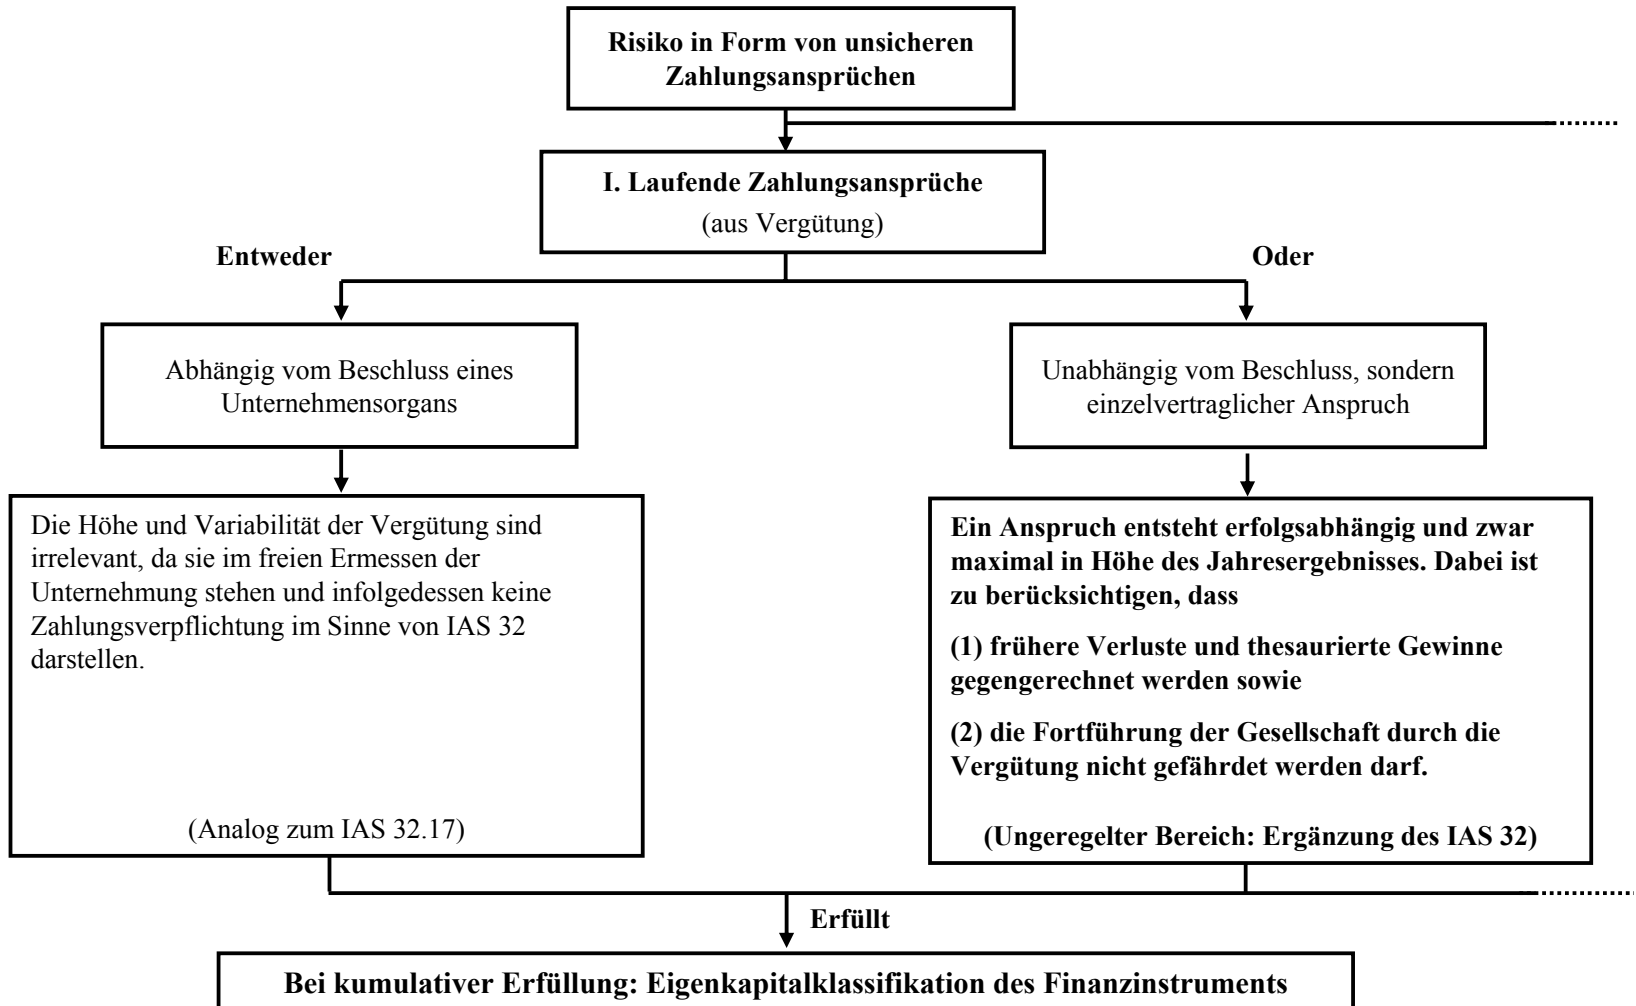 Risiko in Form von unsicheren
Zahlungsansprüchen
I. Laufende Zahlungsansprüche
(aus Vergütung)
Entweder
Oder
Abhängig vom Beschluss eines
Unternehmensorgans
Unabhängig vom Beschluss, sondern
einzelvertraglicher Anspruch
Die Höhe und Variabilität der Vergütung sind
irrelevant, da sie im freien Ermessen der
Unternehmung stehen und infolgedessen keine
Zahlungsverpflichtung im Sinne von IAS 32
darstellen.
(Analog zum IAS 32.17)
Ein Anspruch entsteht erfolgsabhängig und zwar
maximal in Höhe des Jahresergebnisses. Dabei ist
zu berücksichtigen, dass
(1) frühere Verluste und thesaurierte Gewinne
gegengerechnet werden sowie
(2) die Fortführung der Gesellschaft durch die
Vergütung nicht gefährdet werden darf.
(Ungeregelter Bereich: Ergänzung des IAS 32)
Erfüllt
Bei kumulativer Erfüllung: Eigenkapitalklassifikation des Finanzinstruments